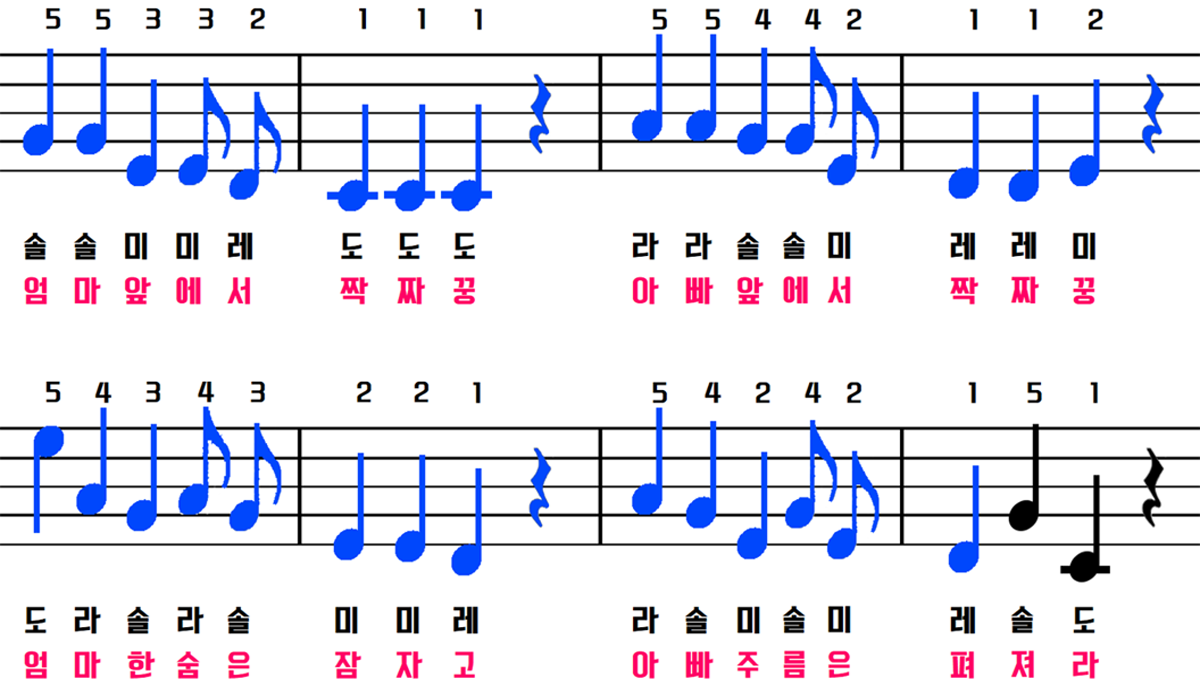 5 5 3 3 2 1 1 1 5 5 4 4 2 1 1 2
솔 솔 미 미 레 도 도 도 라 라 솔 솔 미 레 레 미
엄 마 앞 에 서 짝 짜 꿍 아 빠 앞 에 서 짝 짜 꿍
5 4 3 4 3 2 2 1 5 4 2 4 2 1 5 1
도 라 솔 라 솔 미 미 레 라 솔 미 솔 미 레 솔 도
엄 마 한 숨 은 잠 자 고 아 빠 주 름 은 펴 져 라